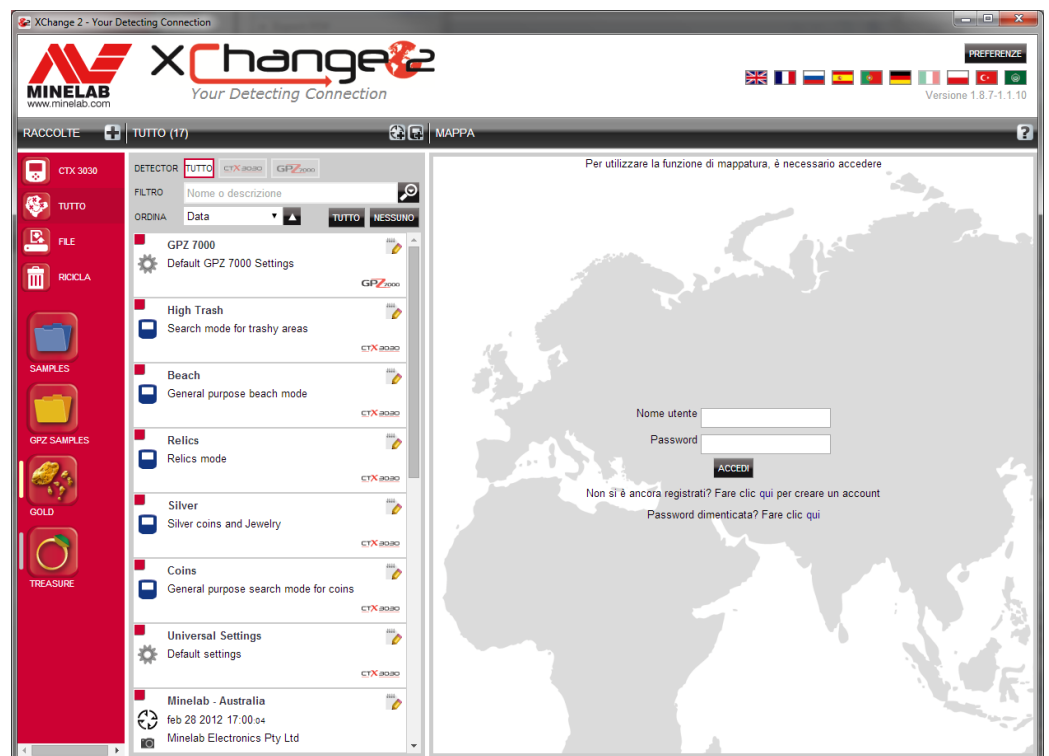 XChange 2 - Your Detecting Connection
MINELAB
www.minelab.com
XChange2
Your Detecting Connection
PREFERENZE
Versione 1.8.7-1.1.10
RACCOLTE
TUTTO (17)
MAPPA
?
CTX 3030
TUTTO
FILE
RICICLA
SAMPLES
GPZ SAMPLES
GOLD
TREASURE
DETECTOR TUTTO CTX 3030 GPZ7000
FILTRO Nome o descrizione
ORDINA Data TUTTO NESSUNO
GPZ 7000
Default GPZ 7000 Settings
GPZ7000
High Trash
Search mode for trashy areas
CTX 3030
Beach
General purpose beach mode
CTX 3030
Relics
Relics mode
CTX 3030
Silver
Silver coins and Jewelry
CTX 3030
Coins
General purpose search mode for coins
CTX 3030
Universal Settings
Default settings
CTX 3030
Minelab - Australia
feb 28 2012 17:00:04
Minelab Electronics Pty Ltd
Per utilizzare la funzione di mappatura, è necessario accedere
Nome utente
Password
ACCEDI
Non si è ancora registrati? Fare clic qui per creare un account
Password dimenticata? Fare clic qui